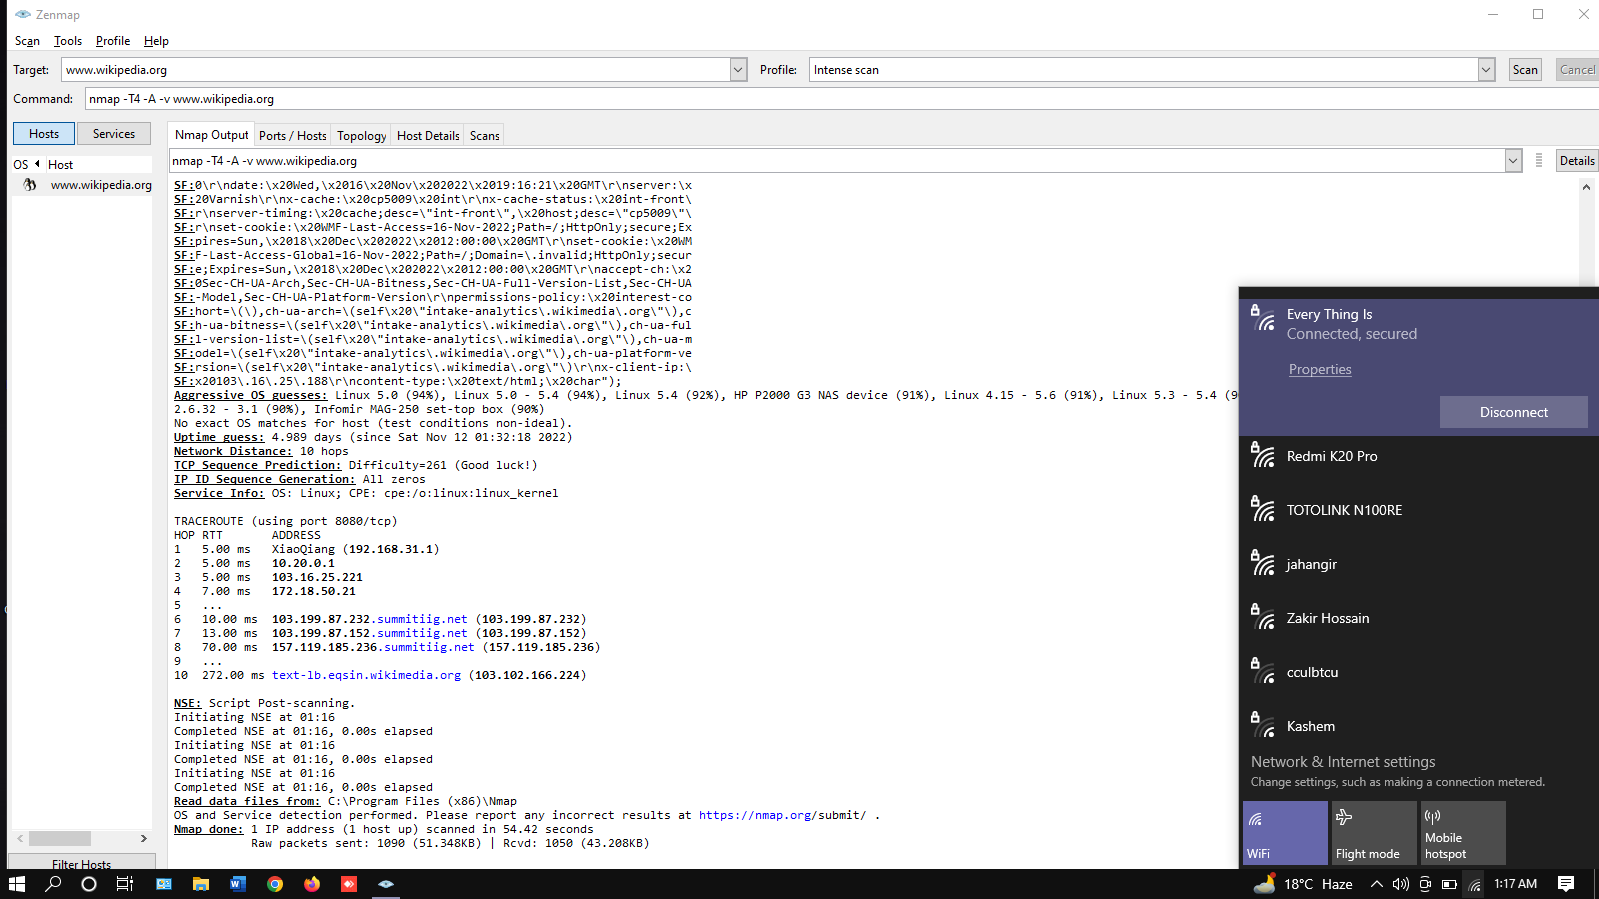 Zenmap
Scan Tools Profile Help
Target: www.wikipedia.org Profile: Intense scan Scan Cancel
Command: nmap -T4 -A -v www.wikipedia.org
Hosts Services
Nmap Output Ports / Hosts Topology Host Details Scans
OS Host
www.wikipedia.org
nmap -T4 -A -v www.wikipedia.org Details
SF:0\r\ndate:\x20Wed,\x2016\x20Nov\x202022\x2019:16:21\x20GMT\r\nserver:\x
SF:20Varnish\r\nx-cache:\x20cp5009\x20int\r\nx-cache-status:\x20int-front\
SF:r\nserver-timing:\x20cache;desc=\"int-front\",\x20host;desc=\"cp5009\"\
SF:r\nset-cookie:\x20WMF-Last-Access=16-Nov-2022;Path=/;HttpOnly;secure;Ex
SF:pires=Sun,\x2018\x20Dec\x202022\x2012:00:00\x20GMT\r\nset-cookie:\x20WM
SF:F-Last-Access-Global=16-Nov-2022;Path=/;Domain=\.invalid;HttpOnly;secur
SF:e;Expires=Sun,\x2018\x20Dec\x202022\x2012:00:00\x20GMT\r\naccept-ch:\x2
SF:0Sec-CH-UA-Arch,Sec-CH-UA-Bitness,Sec-CH-UA-Full-Version-List,Sec-CH-UA
SF:-Model,Sec-CH-UA-Platform-Version\r\npermissions-policy:\x20interest-co
SF:hort=\(\),ch-ua-arch=\(self\x20\"intake-analytics\.wikimedia\.org\"\),c
SF:h-ua-bitness=\(self\x20\"intake-analytics\.wikimedia\.org\"\),ch-ua-ful
SF:l-version-list=\(self\x20\"intake-analytics\.wikimedia\.org\"\),ch-ua-m
SF:odel=\(self\x20\"intake-analytics\.wikimedia\.org\"\),ch-ua-platform-ve
SF:rsion=\(self\x20\"intake-analytics\.wikimedia\.org\"\)\r\nx-client-ip:\
SF:x20103\.16\.25\.188\r\ncontent-type:\x20text/html;\x20char");
Aggressive OS guesses: Linux 5.0 (94%), Linux 5.0 - 5.4 (94%), Linux 5.4 (92%), HP P2000 G3 NAS device (91%), Linux 4.15 - 5.6 (91%), Linux 5.3 - 5.4 (9
2.6.32 - 3.1 (90%), Infomir MAG-250 set-top box (90%)
No exact OS matches for host (test conditions non-ideal).
Uptime guess: 4.989 days (since Sat Nov 12 01:32:18 2022)
Network Distance: 10 hops
TCP Sequence Prediction: Difficulty=261 (Good luck!)
IP ID Sequence Generation: All zeros
Service Info: OS: Linux; CPE: cpe:/o:linux:linux_kernel
TRACEROUTE (using port 8080/tcp)
HOP RTT ADDRESS
1 5.00 ms XiaoQiang (192.168.31.1)
2 5.00 ms 10.20.0.1
3 5.00 ms 103.16.25.221
4 7.00 ms 172.18.50.21
5 ...
6 10.00 ms 103.199.87.232.summitiig.net (103.199.87.232)
7 13.00 ms 103.199.87.152.summitiig.net (103.199.87.152)
8 70.00 ms 157.119.185.236.summitiig.net (157.119.185.236)
9 ...
10 272.00 ms text-lb.eqsin.wikimedia.org (103.102.166.224)
NSE: Script Post-scanning.
Initiating NSE at 01:16
Completed NSE at 01:16, 0.00s elapsed
Initiating NSE at 01:16
Completed NSE at 01:16, 0.00s elapsed
Initiating NSE at 01:16
Completed NSE at 01:16, 0.00s elapsed
Read data files from: C:\Program Files (x86)\Nmap
OS and Service detection performed. Please report any incorrect results at https://nmap.org/submit/ .
Nmap done: 1 IP address (1 host up) scanned in 54.42 seconds
Raw packets sent: 1090 (51.348KB) | Rcvd: 1050 (43.208KB)
Filter Hosts
Every Thing Is
Connected, secured
Properties
Disconnect
Redmi K20 Pro
TOTOLINK N100RE
jahangir
Zakir Hossain
cculbtcu
Kashem
Network & Internet settings
Change settings, such as making a connection metered.
WiFi
Flight mode
Mobile
hotspot
18°C Haze 1:17 AM